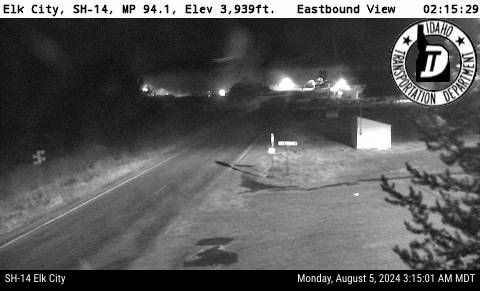 Elk City, SH-14, MP 94.1, Elev 3,939ft.   Eastbound View   02:15:29
IDAHO
TRANSPORTATION DEPARTMENT
SH-14 Elk City
Monday, August 5, 2024 3:15:01 AM MDT